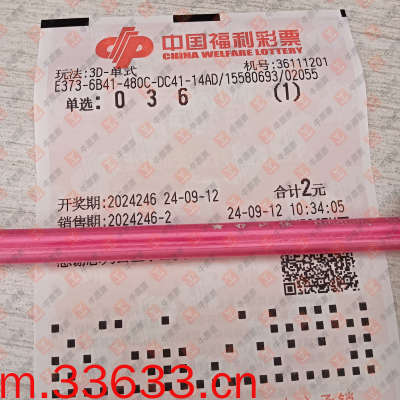 中国福利彩票
CHINA WELFARE LOTTERY
玩法:3D-单式 机号:36111201
E373-6B41-480C-DC41-14AD/15580693/02055
单选: 0 3 6 (1)
开奖期:2024246 24-09-12 合计2元
销售期:2024246-2 24-09-12 10:34:05
m.33633.com